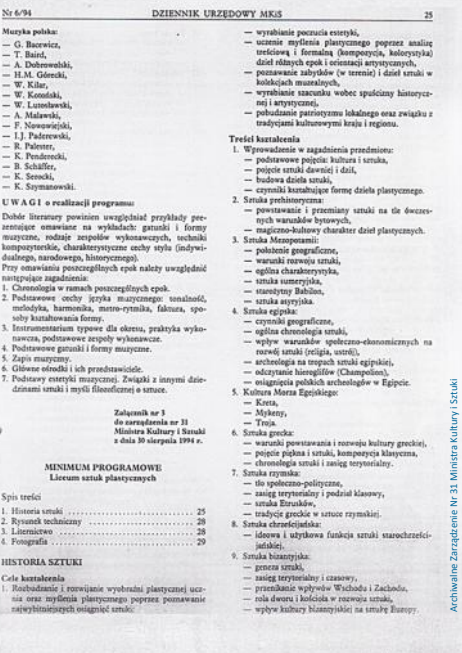 Nr 6/94
DZIENNIK URZĘDOWY MKiS
25
Muzyka polska:
— G. Bacewicz,
— T. Baird,
— A. Dobrowolski,
— H.M. Górecki,
— W. Kilar,
— W. Kotoński,
— W. Lutosławski,
— A. Malawski,
— F. Nowowiejski,
— I.J. Paderewski,
— R. Palester,
— K. Penderecki,
— B. Schäffer,
— K. Serocki,
— K. Szymanowski.
U W A G I o realizacji programu:
Dobór literatury powinien uwzględniać przykłady pre-
zentujące omawiane na wykładach: gatunki i formy
muzyczne, rodzaje zespołów wykonawczych, techniki
kompozytorskie, charakterystyczne cechy stylu (indywi-
dualnego, narodowego, historycznego).
Przy omawianiu poszczególnych epok należy uwzględnić
następujące zagadnienia:
1. Chronologia w ramach poszczególnych epok.
2. Podstawowe cechy języka muzycznego: tonalność,
melodyka, harmonika, metro-rytmika, faktura, spo-
soby kształtowania formy.
3. Instrumentarium typowe dla okresu, praktyka wyko-
nawcza, podstawowe zespoły wykonawcze.
4. Podstawowe gatunki i formy muzyczne.
5. Zapis muzyczny.
6. Główne ośrodki i ich przedstawiciele.
7. Podstawy estetyki muzycznej. Związki z innymi dzie-
dzinami sztuki i myśli filozoficznej o sztuce.
Załącznik nr 3
do zarządzenia nr 31
Ministra Kultury i Sztuki
z dnia 30 sierpnia 1994 r.
MINIMUM PROGRAMOWE
Liceum sztuk plastycznych
Spis treści
1. Historia sztuki ........ 25
2. Rysunek techniczny ........ 28
3. Liternictwo ........ 28
4. Fotografia ........ 29
HISTORIA SZTUKI
Cele kształcenia
1. Rozbudzanie i rozwijanie wyobraźni plastycznej ucz-
nia oraz myślenia plastycznego poprzez poznawanie
najwybitniejszych osiągnięć sztuki:
— wyrabianie poczucia estetyki,
— uczenie myślenia plastycznego poprzez analizę
treściową i formalną (kompozycja, kolorystyka)
dzieł różnych epok i orientacji artystycznych,
— poznawanie zabytków (w terenie) i dzieł sztuki w
kolekcjach muzealnych,
— wyrabianie szacunku wobec spuścizny historycz-
nej i artystycznej,
— pobudzanie patriotyzmu lokalnego oraz związku z
tradycjami kulturowymi kraju i regionu.
Treści kształcenia
1. Wprowadzenie w zagadnienia przedmiotu:
— podstawowe pojęcia: kultura i sztuka,
— pojęcie sztuki dawniej i dziś,
— budowa dzieła sztuki,
— czynniki kształtujące formę dzieła plastycznego.
2. Sztuka prehistoryczna:
— powstawanie i przemiany sztuki na tle ówczes-
nych warunków bytowych,
— magiczno-kultowy charakter dzieł plastycznych.
3. Sztuka Mezopotamii:
— położenie geograficzne,
— warunki rozwoju sztuki,
— ogólna charakterystyka,
— sztuka sumeryjska,
— starożytny Babilon,
— sztuka asyryjska.
4. Sztuka egipska:
— czynniki geograficzne,
— ogólna chronologia sztuki,
— wpływ warunków społeczno-ekonomicznych na
rozwój sztuki (religia, ustrój),
— archeologia na tropach sztuki egipskiej,
— odczytanie hieroglifów (Champolion),
— osiągnięcia polskich archeologów w Egipcie.
5. Kultura Morza Egejskiego:
— Kreta,
— Mykeny,
— Troja.
6. Sztuka grecka:
— warunki powstawania i rozwoju kultury greckiej,
— pojęcie piękna i sztuki, kompozycja klasyczna,
— chronologia sztuki i zasięg terytorialny.
7. Sztuka rzymska:
— tło społeczno-polityczne,
— zasięg terytorialny i podział klasowy,
— sztuka Etrusków,
— tradycje greckie w sztuce rzymskiej.
8. Sztuka chrześcijańska:
— ideowa i użytkowa funkcja sztuki starochrześci-
jańskiej.
9. Sztuka bizantyjska:
— geneza sztuki,
— zasięg terytorialny i czasowy,
— przenikanie wpływów Wschodu i Zachodu,
— rola dworu i kościoła w rozwoju sztuki,
— wpływ kultury bizantyjskiej na sztukę Europy.
Archiwalne Zarządzenie Nr 31 Ministra Kultury i Sztuki